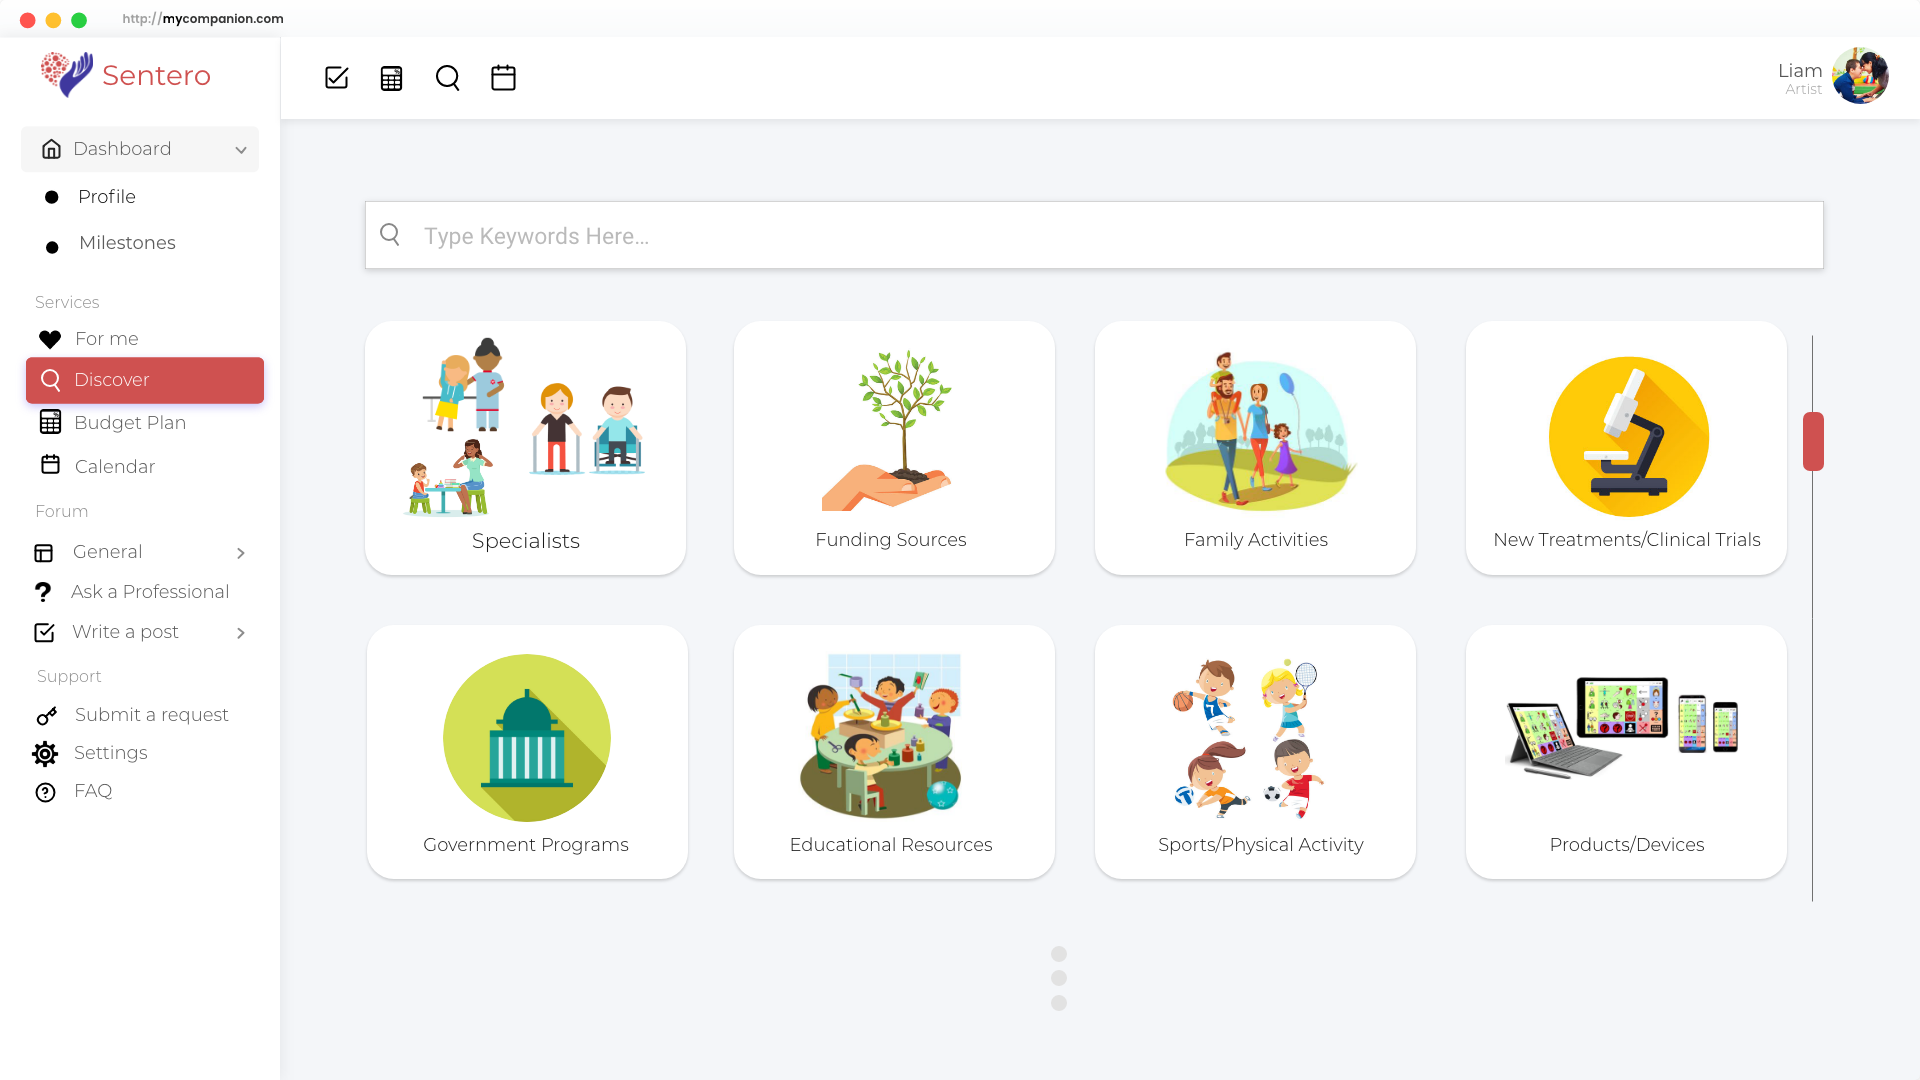 http://mycompanion.com
Sentero
Liam
Artist
Dashboard
Profile
Milestones
Services
For me
Discover
Budget Plan
Calendar
Forum
General
Ask a Professional
Write a post
Support
Submit a request
Settings
FAQ
Type Keywords Here...
Specialists
Funding Sources
Family Activities
New Treatments/Clinical Trials
Government Programs
Educational Resources
Sports/Physical Activity
Products/Devices